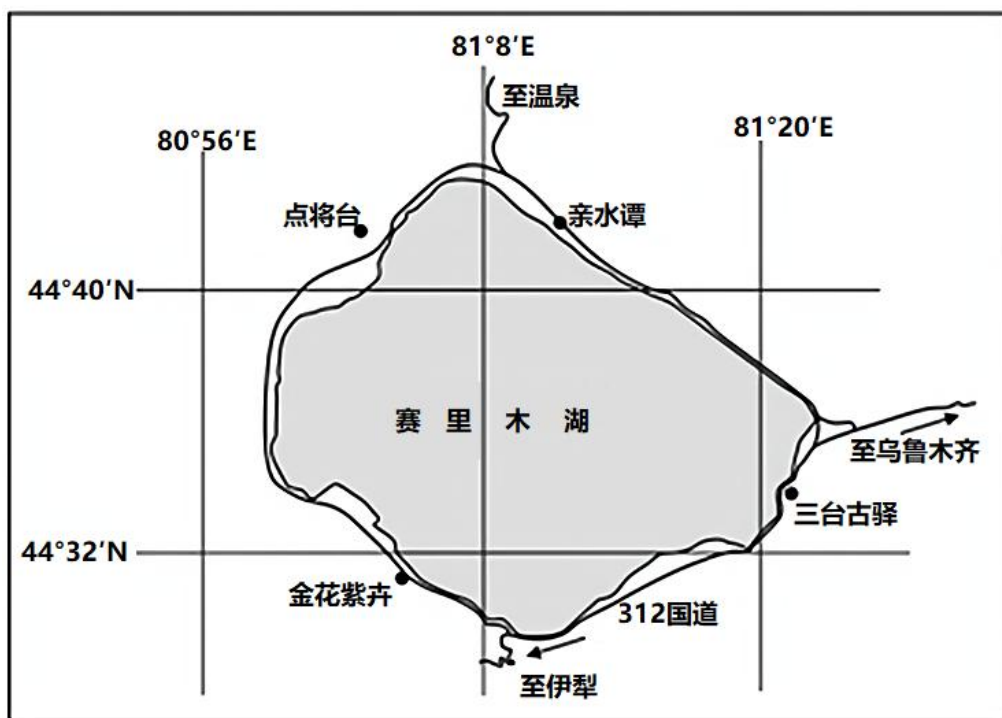 81°8′E
至温泉
80°56′E
81°20′E
点将台
亲水谭
44°40′N
赛里木湖
至乌鲁木齐
三台古驿
44°32′N
金花紫卉
312国道
至伊犁